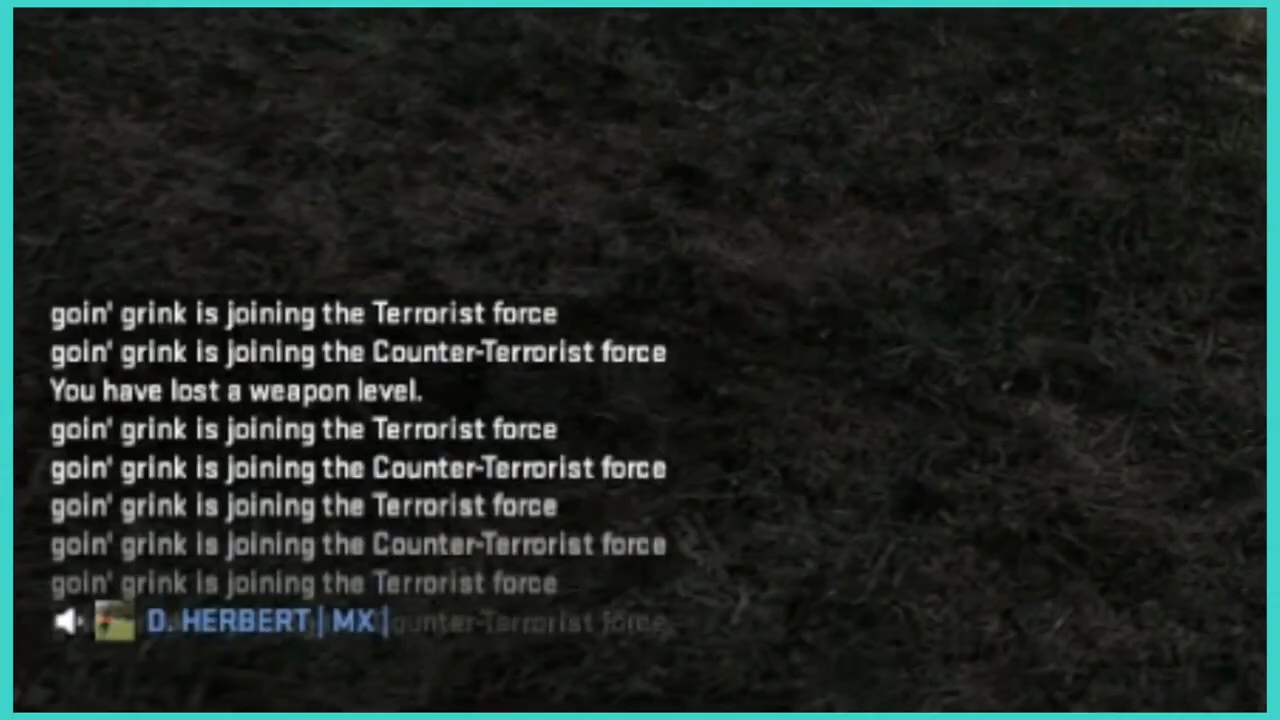 goin' grink is joining the Terrorist force
goin' grink is joining the Counter-Terrorist force
You have lost a weapon level.
goin' grink is joining the Terrorist force
goin' grink is joining the Counter-Terrorist force
goin' grink is joining the Terrorist force
goin' grink is joining the Counter-Terrorist force
goin' grink is joining the Terrorist force
D. HERBERT | MX | ounter-Terrorist force